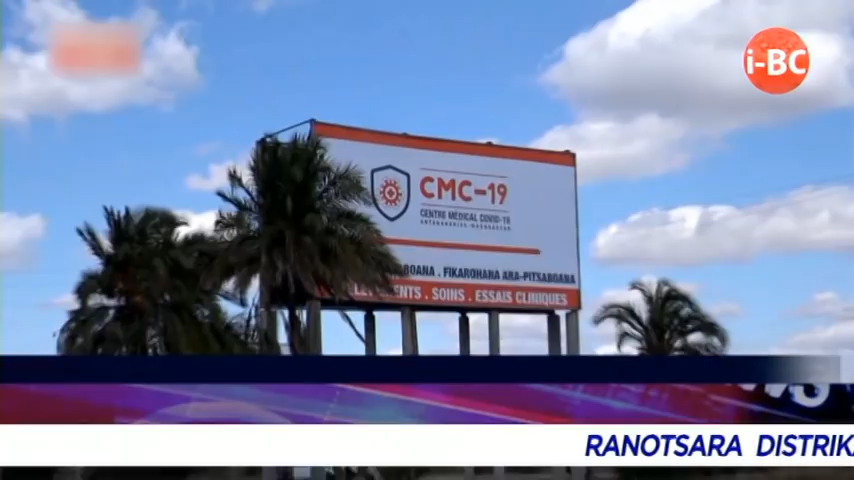 i-BC
CMC-19
CENTRE MÉDICAL COVID-19
ANTANANARIVO-MADAGASCAR
. FIKAROHANA ARA-PITSABOANA
. SOINS . ESSAIS CLINIQUES
RANOTSARA DISTRIK